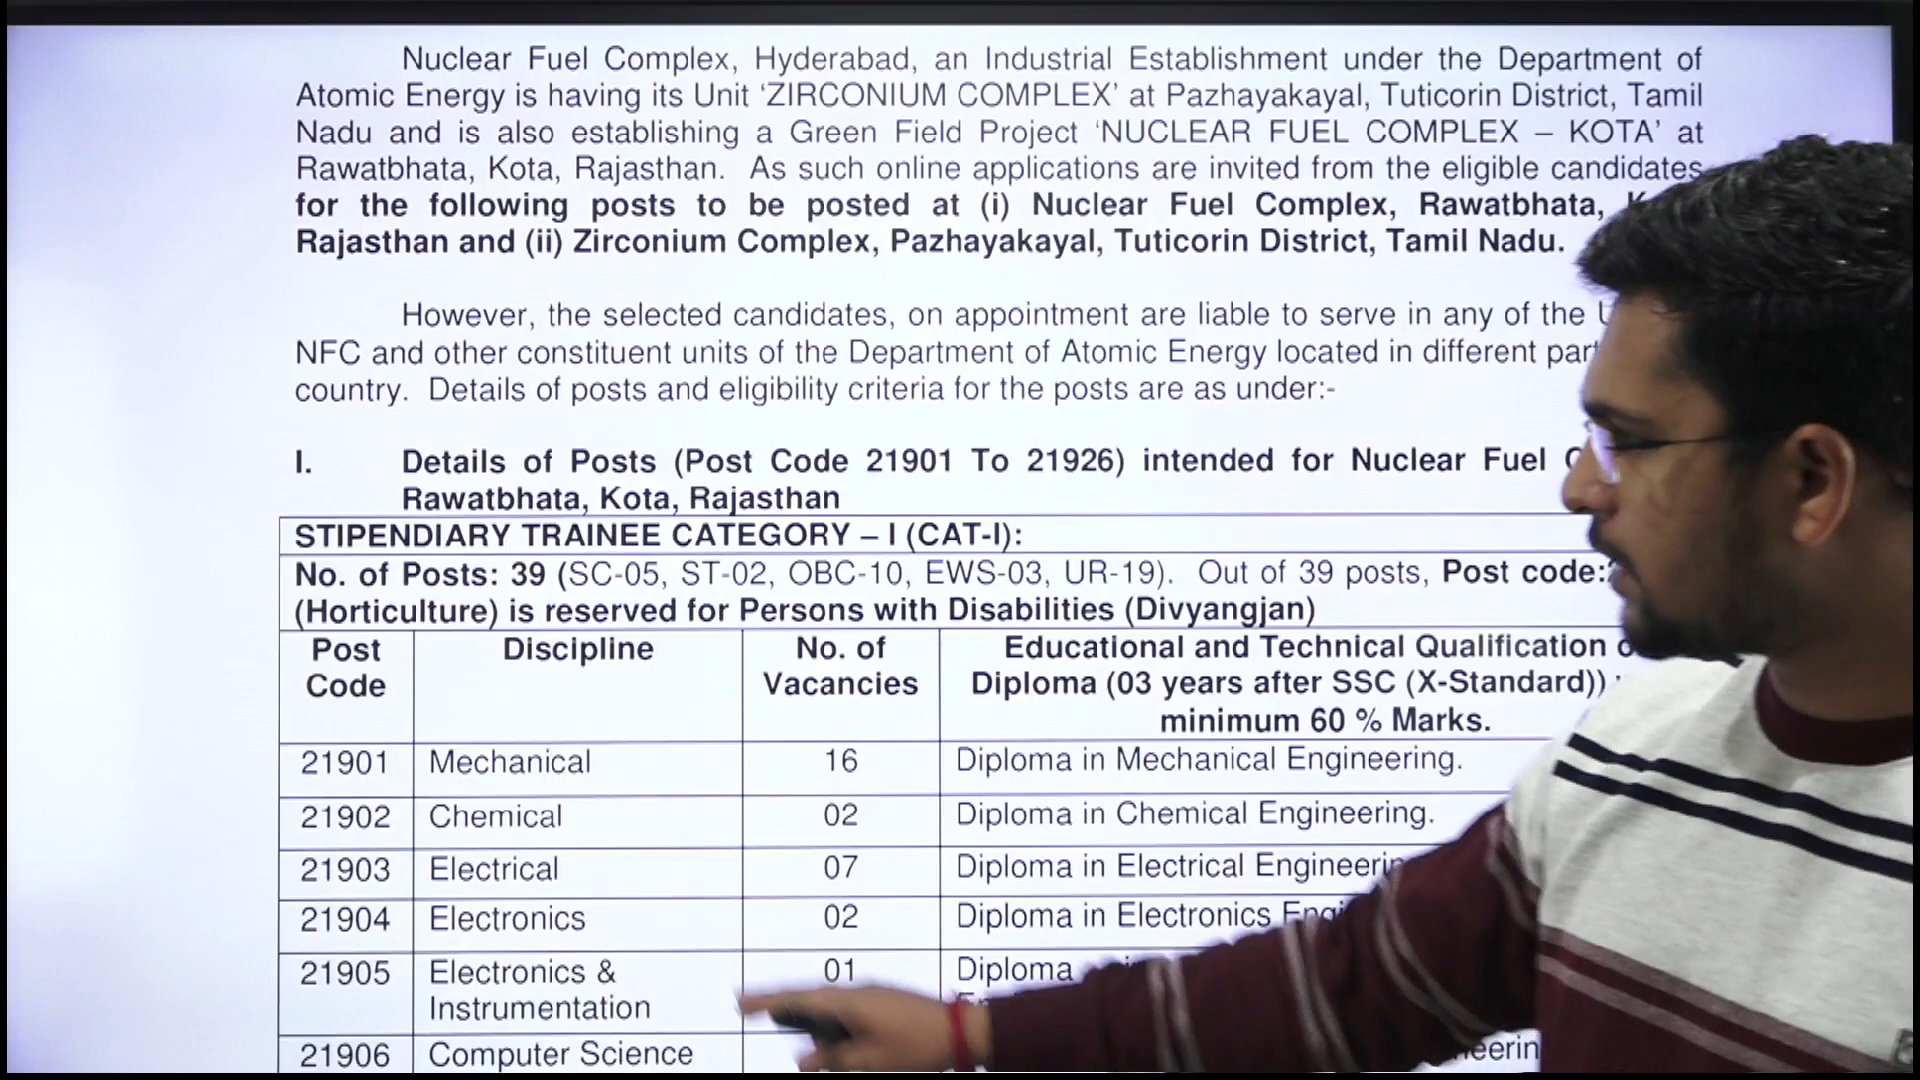 Nuclear Fuel Complex, Hyderabad, an Industrial Establishment under the Department of
Atomic Energy is having its Unit ‘ZIRCONIUM COMPLEX’ at Pazhayakayal, Tuticorin District, Tamil
Nadu and is also establishing a Green Field Project ‘NUCLEAR FUEL COMPLEX – KOTA’ at
Rawatbhata, Kota, Rajasthan. As such online applications are invited from the eligible candidates
for the following posts to be posted at (i) Nuclear Fuel Complex, Rawatbhata,
Rajasthan and (ii) Zirconium Complex, Pazhayakayal, Tuticorin District, Tamil Nadu.
However, the selected candidates, on appointment are liable to serve in any of the
NFC and other constituent units of the Department of Atomic Energy located in different
country. Details of posts and eligibility criteria for the posts are as under:-
I. Details of Posts (Post Code 21901 To 21926) intended for Nuclear Fuel
Rawatbhata, Kota, Rajasthan
STIPENDIARY TRAINEE CATEGORY – I (CAT-I):
No. of Posts: 39 (SC-05, ST-02, OBC-10, EWS-03, UR-19). Out of 39 posts, Post code:
(Horticulture) is reserved for Persons with Disabilities (Divyangjan)
Post Code Discipline No. of Vacancies Educational and Technical Qualification
Diploma (03 years after SSC (X-Standard))
minimum 60 % Marks.
21901 Mechanical 16 Diploma in Mechanical Engineering.
21902 Chemical 02 Diploma in Chemical Engineering.
21903 Electrical 07 Diploma in Electrical
21904 Electronics 02 Diploma in Electronics
21905 Electronics & Instrumentation 01 Diploma
21906 Computer Science